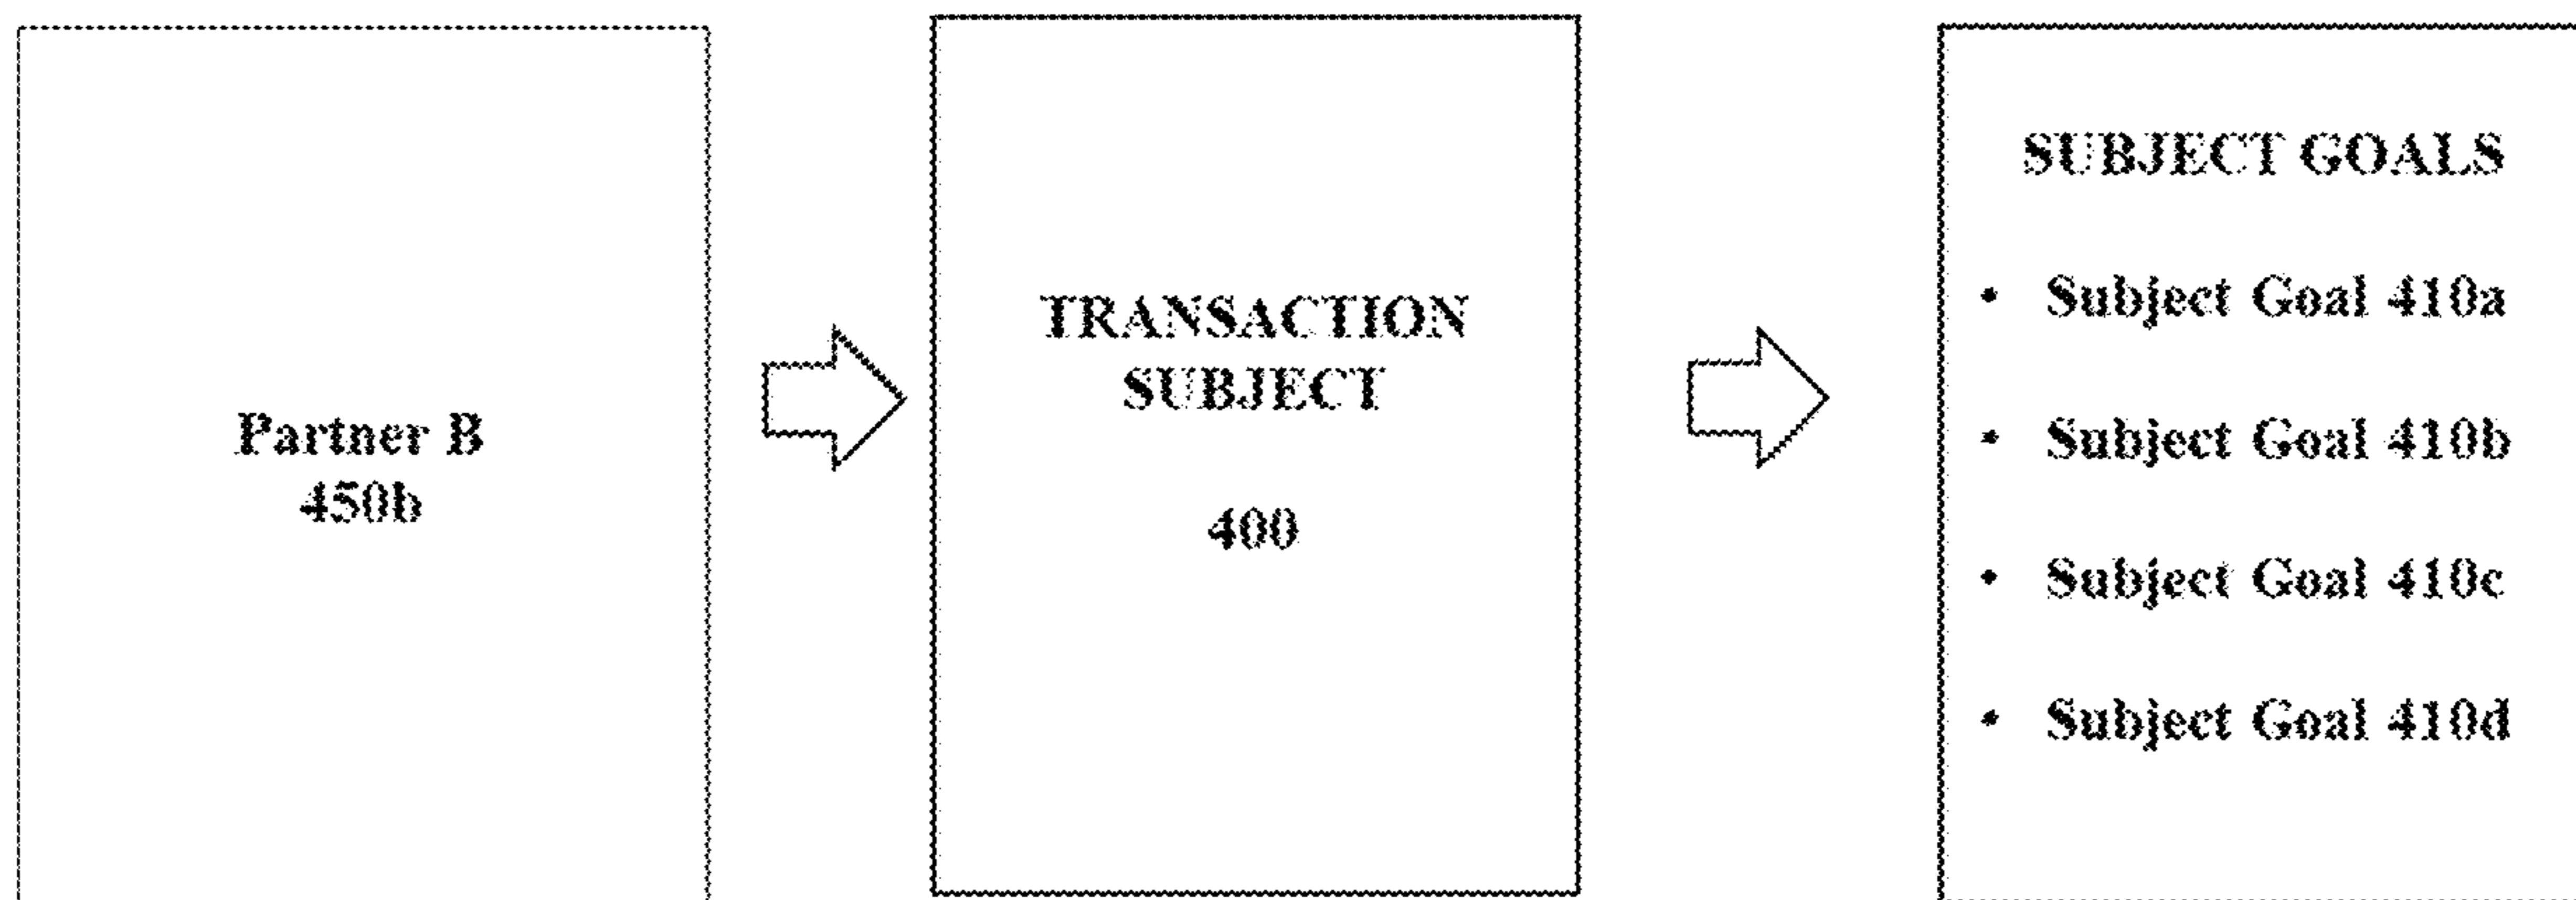 Partner B
450b
TRANSACTION
SUBJECT
400
SUBJECT GOALS
• Subject Goal 410a
• Subject Goal 410b
• Subject Goal 410c
• Subject Goal 410d